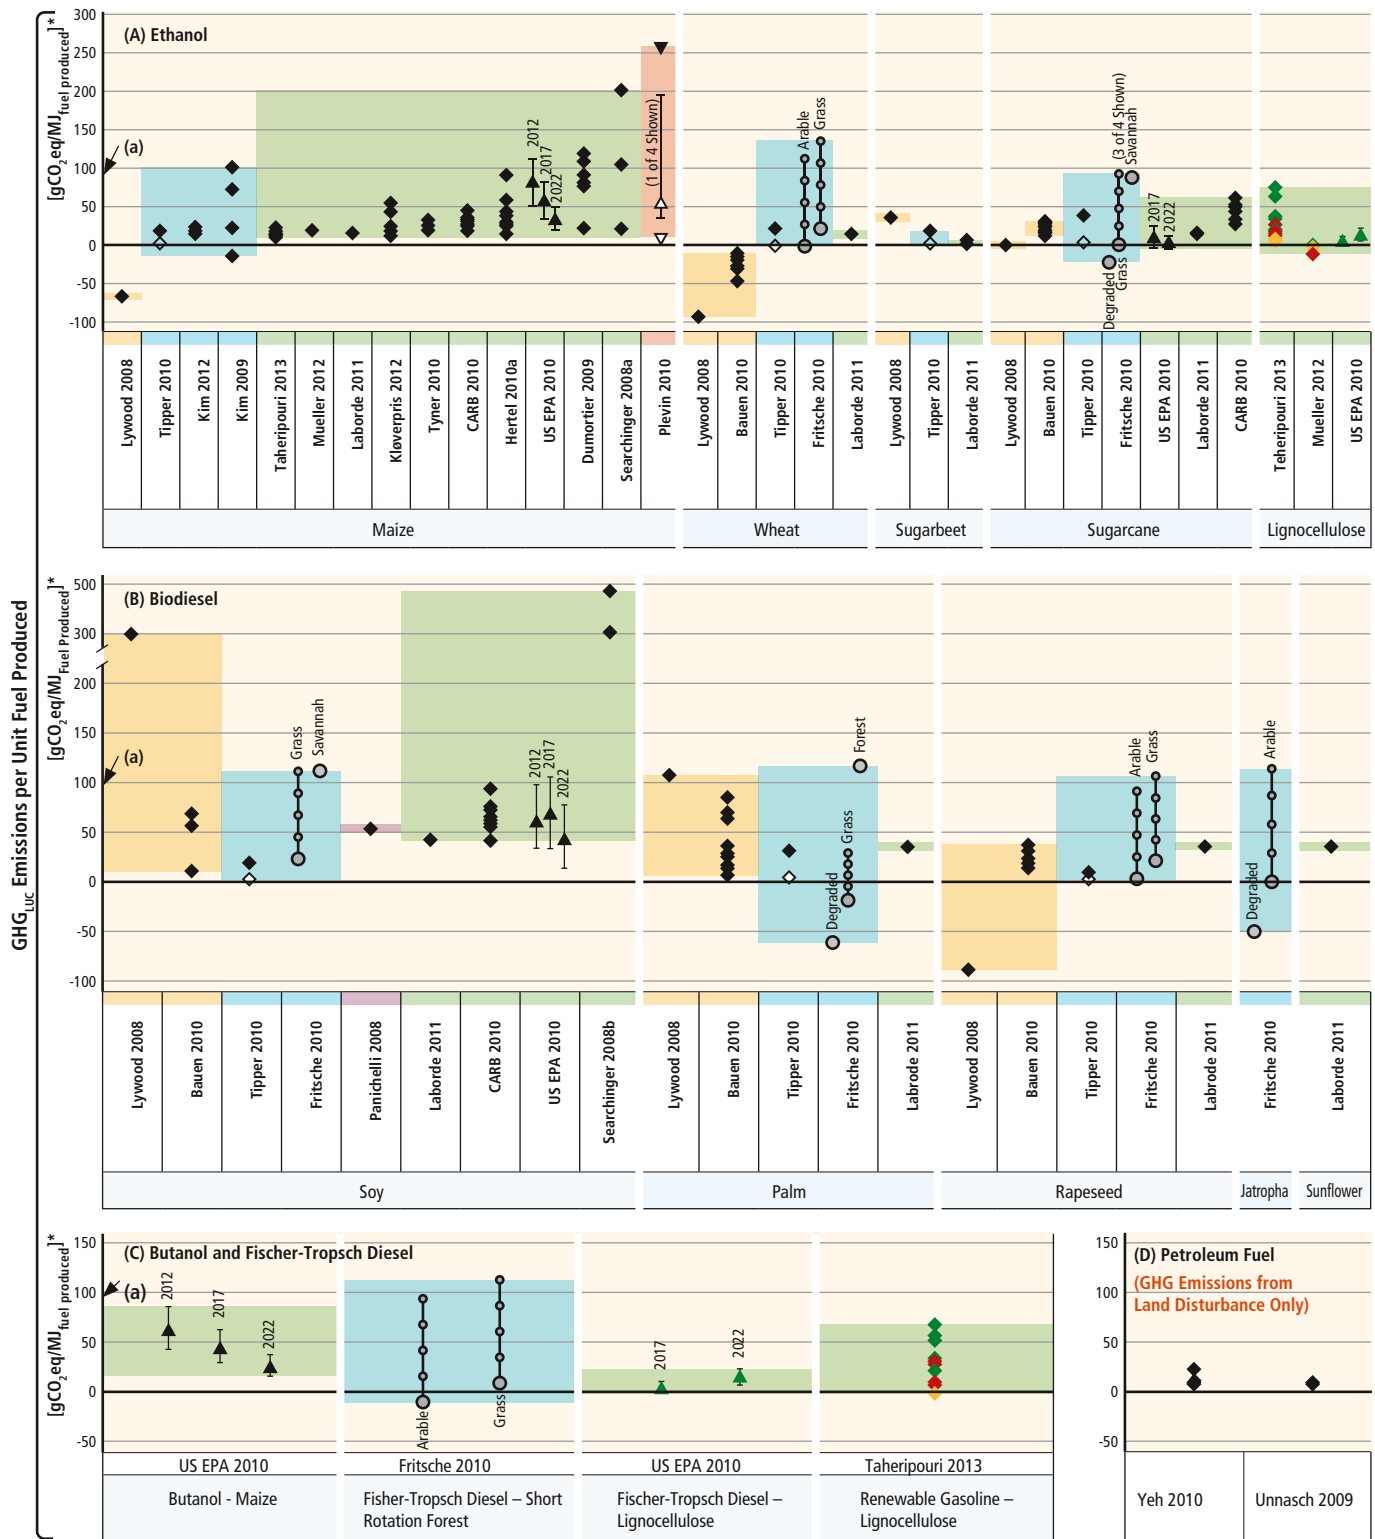 GHG_LUC Emissions per Unit Fuel Produced
[gCO2eq/MJ_fuel produced]*
(A) Ethanol
300
250
200
150
100
50
0
-50
-100
(a)
2012
2017
2022
(1 of 4 Shown)
Arable
Grass
(3 of 4 Shown)
Savannah
Degraded
Grass
2017
2022
Lywood 2008
Tipper 2010
Kim 2012
Kim 2009
Taheripouri 2013
Mueller 2012
Laborde 2011
Kløverpris 2012
Tyner 2010
CARB 2010
Hertel 2010a
US EPA 2010
Dumortier 2009
Searchinger 2008a
Plevin 2010
Lywood 2008
Bauen 2010
Tipper 2010
Fritsche 2010
Laborde 2011
Lywood 2008
Tipper 2010
Laborde 2011
Lywood 2008
Bauen 2010
Tipper 2010
Fritsche 2010
US EPA 2010
Laborde 2011
CARB 2010
Teheripouri 2013
Mueller 2012
US EPA 2010
Maize
Wheat
Sugarbeet
Sugarcane
Lignocellulose
[gCO2eq/MJ_Fuel Produced]*
(B) Biodiesel
500
300
200
150
100
50
0
-50
-100
(a)
Grass
Savannah
2012
2017
2022
Degraded
Grass
Forest
Arable
Grass
Degraded
Arable
Lywood 2008
Bauen 2010
Tipper 2010
Fritsche 2010
Panichelli 2008
Laborde 2011
CARB 2010
US EPA 2010
Searchinger 2008b
Lywood 2008
Bauen 2010
Tipper 2010
Fritsche 2010
Labrode 2011
Lywood 2008
Bauen 2010
Tipper 2010
Fritsche 2010
Labrode 2011
Fritsche 2010
Laborde 2011
Soy
Palm
Rapeseed
Jatropha
Sunflower
[gCO2eq/MJ_fuel produced]*
(C) Butanol and Fischer-Tropsch Diesel
150
100
50
0
-50
(a)
2012
2017
2022
Arable
Grass
2017
2022
US EPA 2010
Fritsche 2010
US EPA 2010
Taheripouri 2013
Butanol - Maize
Fisher-Tropsch Diesel – Short
Rotation Forest
Fischer-Tropsch Diesel –
Lignocellulose
Renewable Gasoline –
Lignocellulose
(D) Petroleum Fuel
(GHG Emissions from
Land Disturbance Only)
150
100
50
0
-50
Yeh 2010
Unnasch 2009